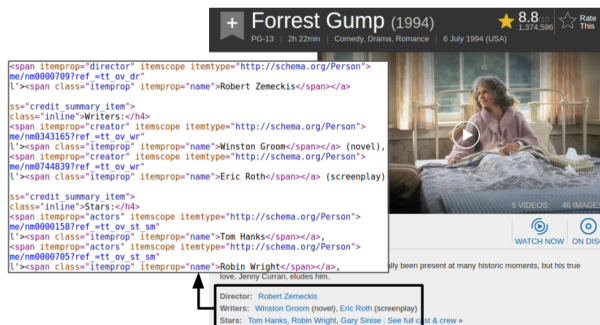 Forrest Gump (1994)
PG-13 | 2h 22min | Comedy, Drama, Romance | 6 July 1994 (USA)
8.8/10
1,374,596
Rate
This
<span itemprop="director" itemscope itemtype="http://schema.org/Person">
me/nm0000709?ref_=tt_ov_dr"
l'><span class="itemprop" itemprop="name">Robert Zemeckis</span></a>
ss="credit_summary_item">
class="inline">Writers:</h4>
<span itemprop="creator" itemscope itemtype="http://schema.org/Person">
me/nm0343165?ref_=tt_ov_wr"
l'><span class="itemprop" itemprop="name">Winston Groom</span></a> (novel),
<span itemprop="creator" itemscope itemtype="http://schema.org/Person">
me/nm0744839?ref_=tt_ov_wr"
l'><span class="itemprop" itemprop="name">Eric Roth</span></a> (screenplay)
ss="credit_summary_item">
class="inline">Stars:</h4>
<span itemprop="actors" itemscope itemtype="http://schema.org/Person">
me/nm0000158?ref_=tt_ov_st_sm"
l'><span class="itemprop" itemprop="name">Tom Hanks</span></a>,
<span itemprop="actors" itemscope itemtype="http://schema.org/Person">
me/nm0000705?ref_=tt_ov_st_sm"
l'><span class="itemprop" itemprop="name">Robin Wright</span></a>,
5 VIDEOS 46 IMAGES
WATCH NOW ON DISC
been present at many historic moments, but his true
love, Jenny Curran, eludes him.
Director: Robert Zemeckis
Writers: Winston Groom (novel), Eric Roth (screenplay)
Stars: Tom Hanks, Robin Wright, Gary Sinise | See full cast & crew »